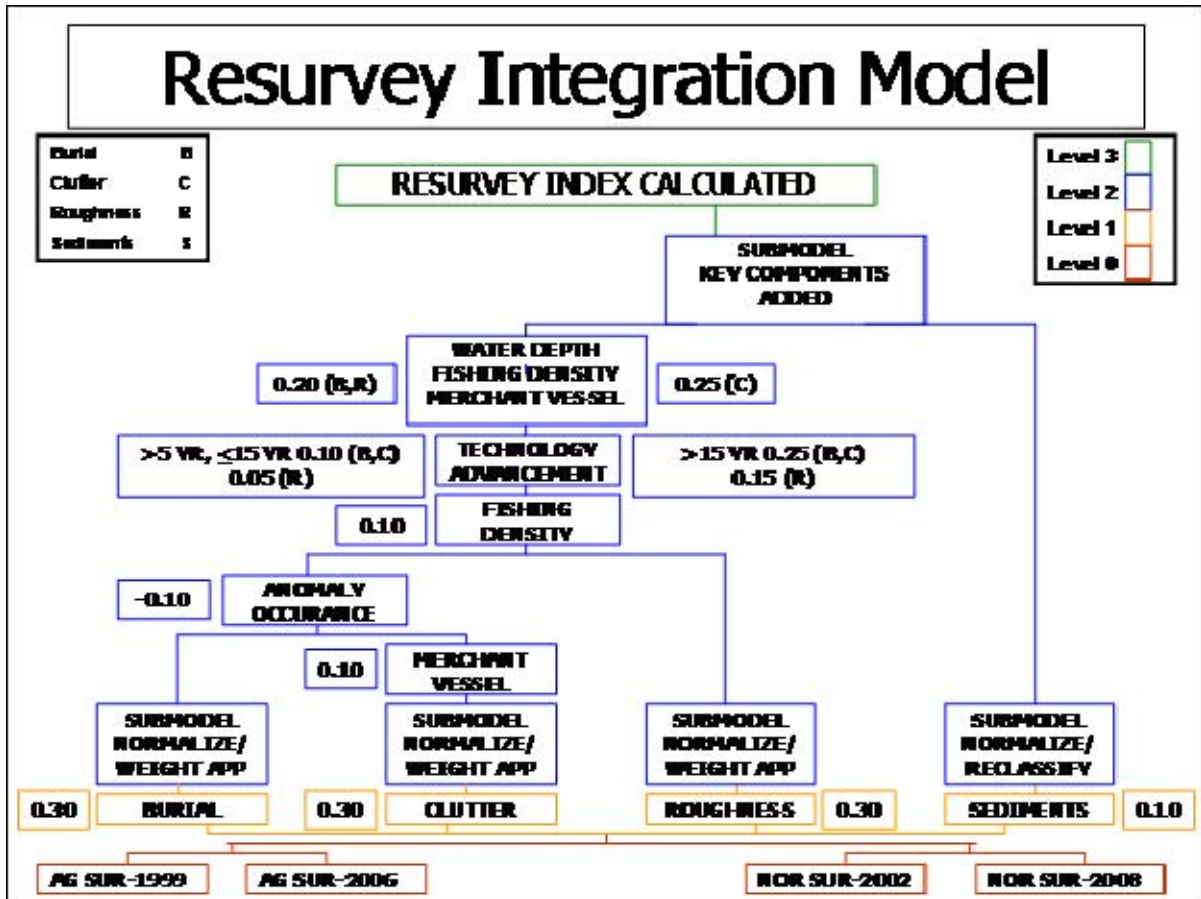 Resurvey Integration Model
Burial B
Clutter C
Roughness R
Sediments S
Level 3
Level 2
Level 1
Level 0
RESURVEY INDEX CALCULATED
SUBMODEL
KEY COMPONENTS
ADDED
0.20 (B,R)
WATER DEPTH
FISHING DENSITY
MERCHANT VESSEL
0.25 (C)
>5 YR, ≤15 YR 0.10 (B,C)
0.05 (R)
TECHNOLOGY
ADVANCEMENT
>15 YR 0.25 (B,C)
0.15 (R)
0.10
FISHING
DENSITY
-0.10
ANOMALY
OCCURANCE
0.10
MERCHANT
VESSEL
SUBMODEL
NORMALIZE/
WEIGHT APP
SUBMODEL
NORMALIZE/
WEIGHT APP
SUBMODEL
NORMALIZE/
WEIGHT APP
SUBMODEL
NORMALIZE/
RECLASSIFY
0.30
BURIAL
0.30
CLUTTER
ROUGHNESS
0.30
SEDIMENTS
0.10
AG SUR-1999
AG SUR-2006
NOR SUR-2002
NOR SUR-2008